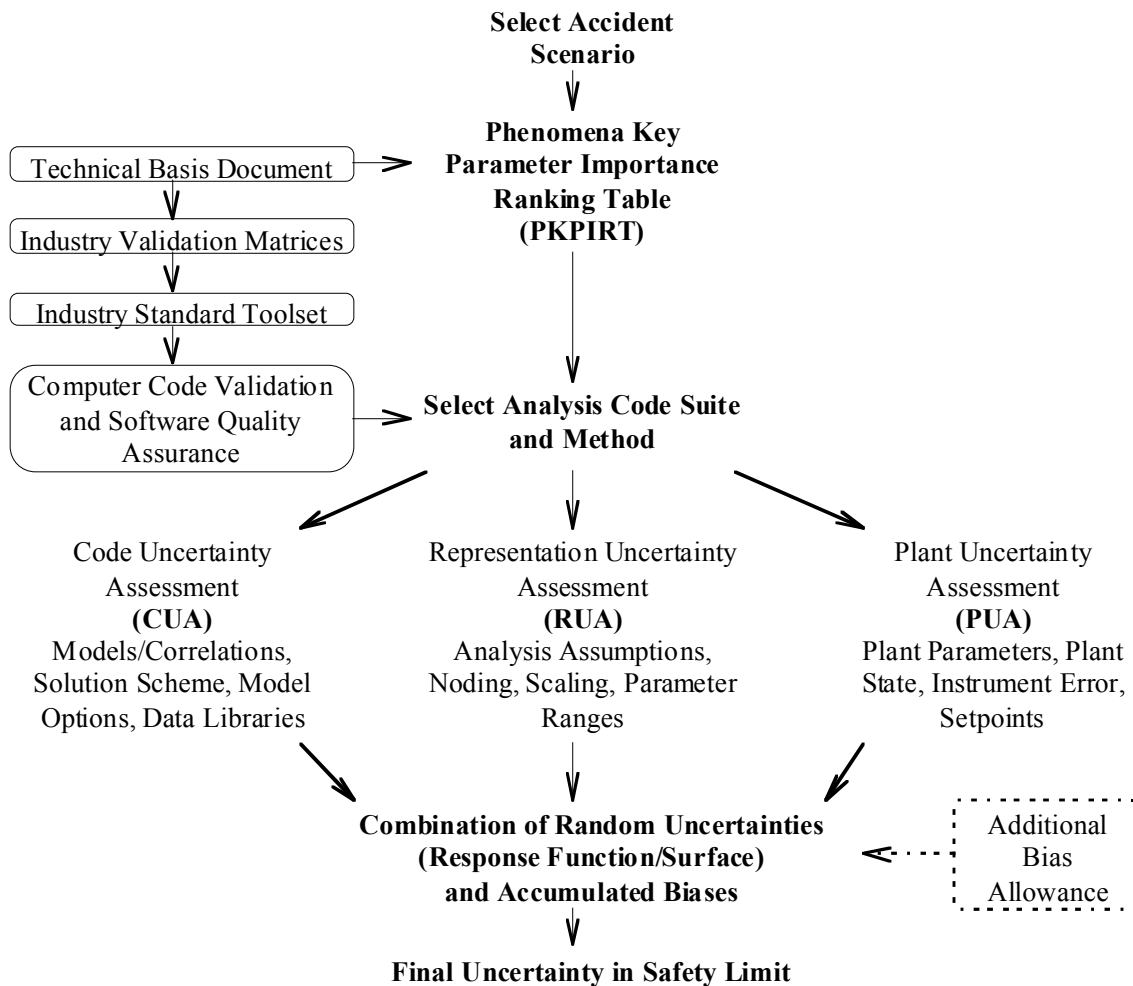 Select Accident
Scenario
Phenomena Key
Parameter Importance
Ranking Table
(PKPIRT)
Technical Basis Document
Industry Validation Matrices
Industry Standard Toolset
Computer Code Validation
and Software Quality
Assurance
Select Analysis Code Suite
and Method
Code Uncertainty
Assessment
(CUA)
Models/Correlations,
Solution Scheme, Model
Options, Data Libraries
Representation Uncertainty
Assessment
(RUA)
Analysis Assumptions,
Noding, Scaling, Parameter
Ranges
Plant Uncertainty
Assessment
(PUA)
Plant Parameters, Plant
State, Instrument Error,
Setpoints
Combination of Random Uncertainties
(Response Function/Surface)
and Accumulated Biases
Additional
Bias
Allowance
Final Uncertainty in Safety Limit